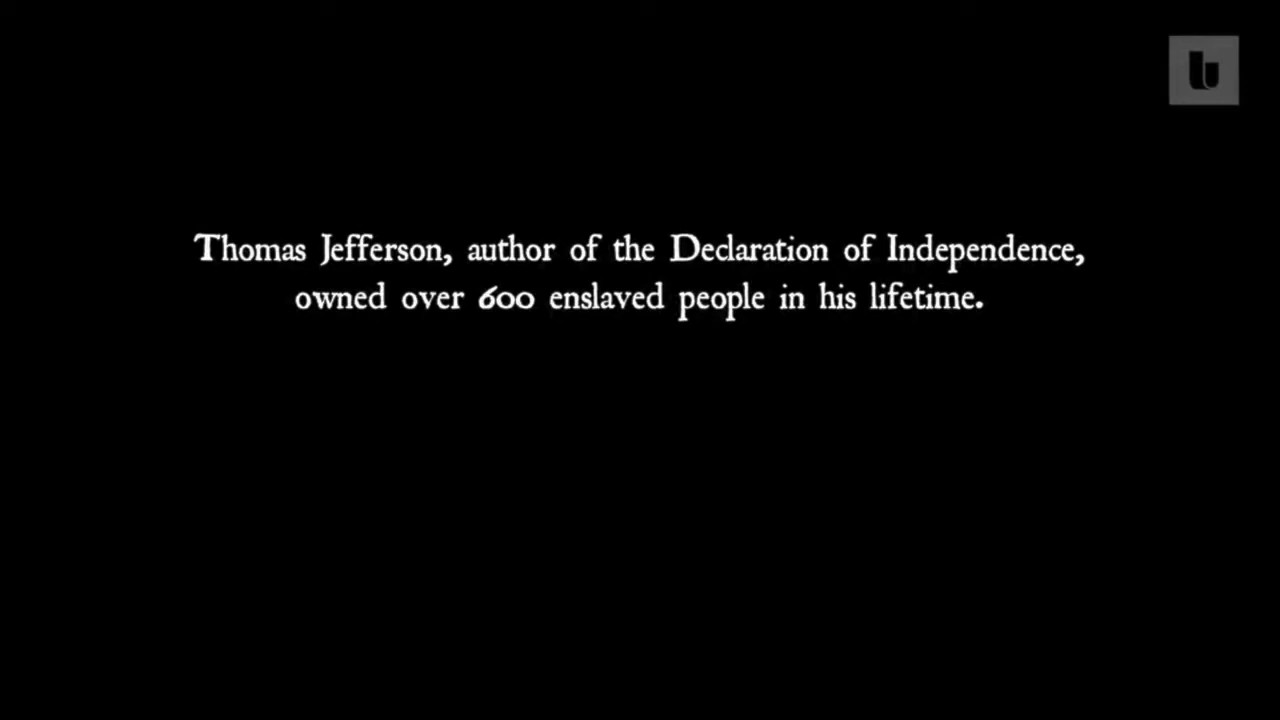 Thomas Jefferson, author of the Declaration of Independence,
owned over 600 enslaved people in his lifetime.